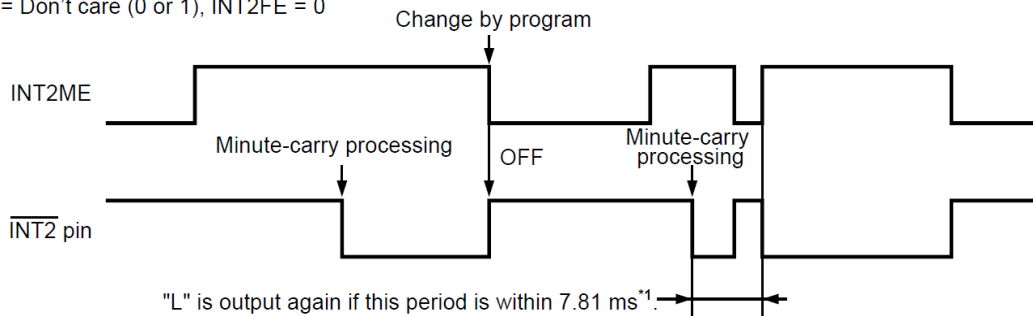 = Don't care (0 or 1), INT2FE = 0
Change by program
INT2ME
Minute-carry processing
OFF
Minute-carry
processing
INT2 pin
"L" is output again if this period is within 7.81 ms*1.